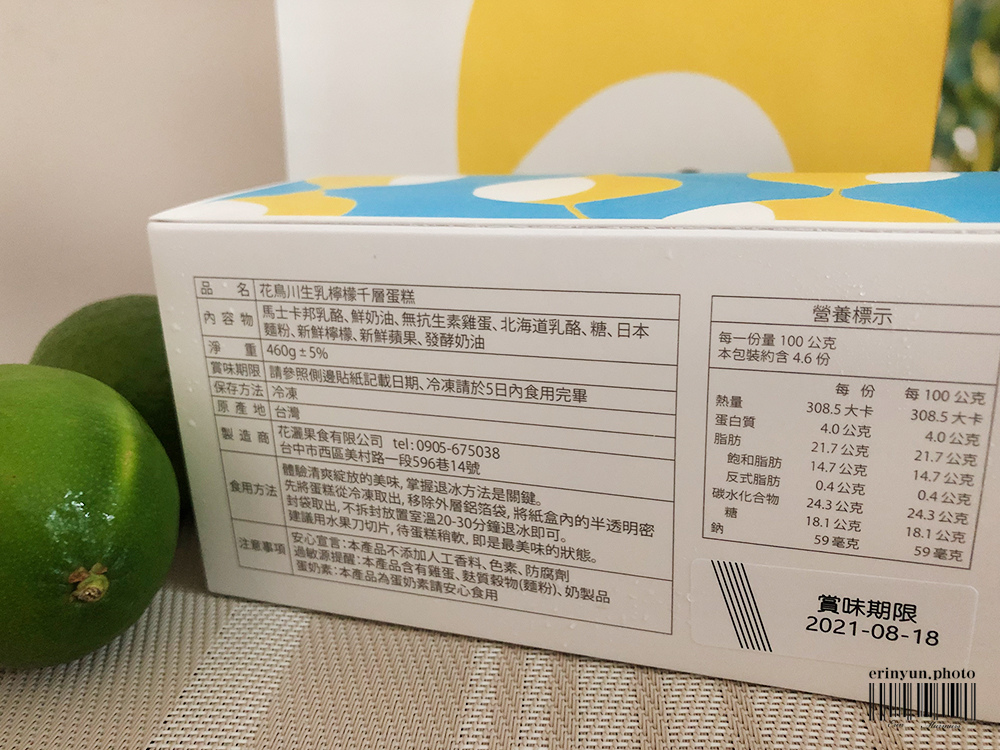 品名 花鳥川生乳檸檬千層蛋糕
內容物 馬士卡邦乳酪、鮮奶油、無抗生素雞蛋、北海道乳酪、糖、日本
麵粉、新鮮檸檬、新鮮蘋果、發酵奶油
淨重 460g±5%
賞味期限 請參照側邊貼紙記載日期、冷凍請於5日內食用完畢
保存方法 冷凍
原產地 台灣
製造商 花灑果食有限公司 tel:0905-675038
台中市西區美村路一段596巷14號
食用方法 體驗清爽綻放的美味,掌握退冰方法是關鍵。
先將蛋糕從冷凍取出,移除外層鋁箔袋,將紙盒內的半透明密
封袋取出,不拆封放置室溫20-30分鐘退冰即可。
建議用水果刀切片,待蛋糕稍軟,即是最美味的狀態。
注意事項 安心宣言:本產品不添加人工香料、色素、防腐劑
過敏源提醒:本產品含有雞蛋、麩質穀物(麵粉)、奶製品
蛋奶素:本產品為蛋奶素請安心食用
營養標示
每一份量 100 公克
本包裝約含 4.6 份
每 份 每 100 公克
熱量 308.5 大卡 308.5 大卡
蛋白質 4.0 公克 4.0 公克
脂肪 21.7 公克 21.7 公克
飽和脂肪 14.7 公克 14.7 公克
反式脂肪 0.4 公克 0.4 公克
碳水化合物 24.3 公克 24.3 公克
糖 18.1 公克 18.1 公克
鈉 59 毫克 59 毫克
賞味期限
2021-08-18
erinyun.photo